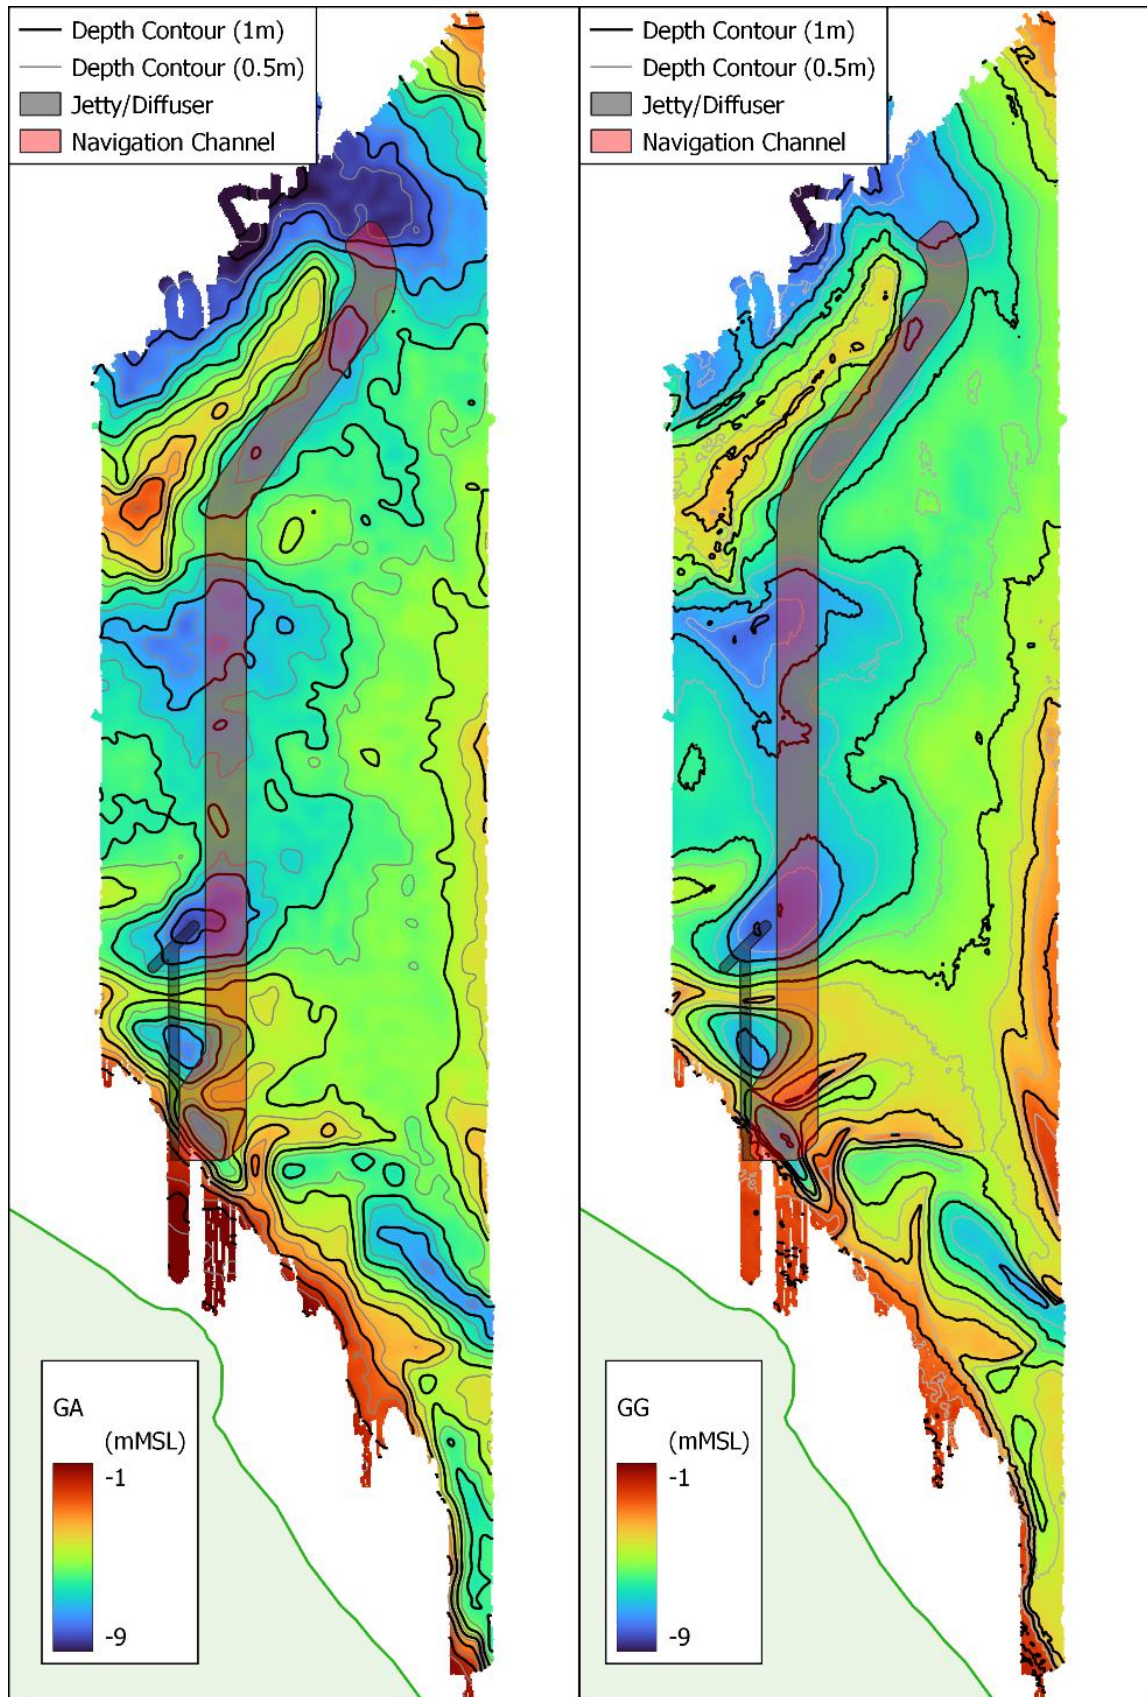 Depth Contour (1m)
Depth Contour (0.5m)
Jetty/Diffuser
Navigation Channel
GA
(mMSL)
-1
-9
Depth Contour (1m)
Depth Contour (0.5m)
Jetty/Diffuser
Navigation Channel
GG
(mMSL)
-1
-9